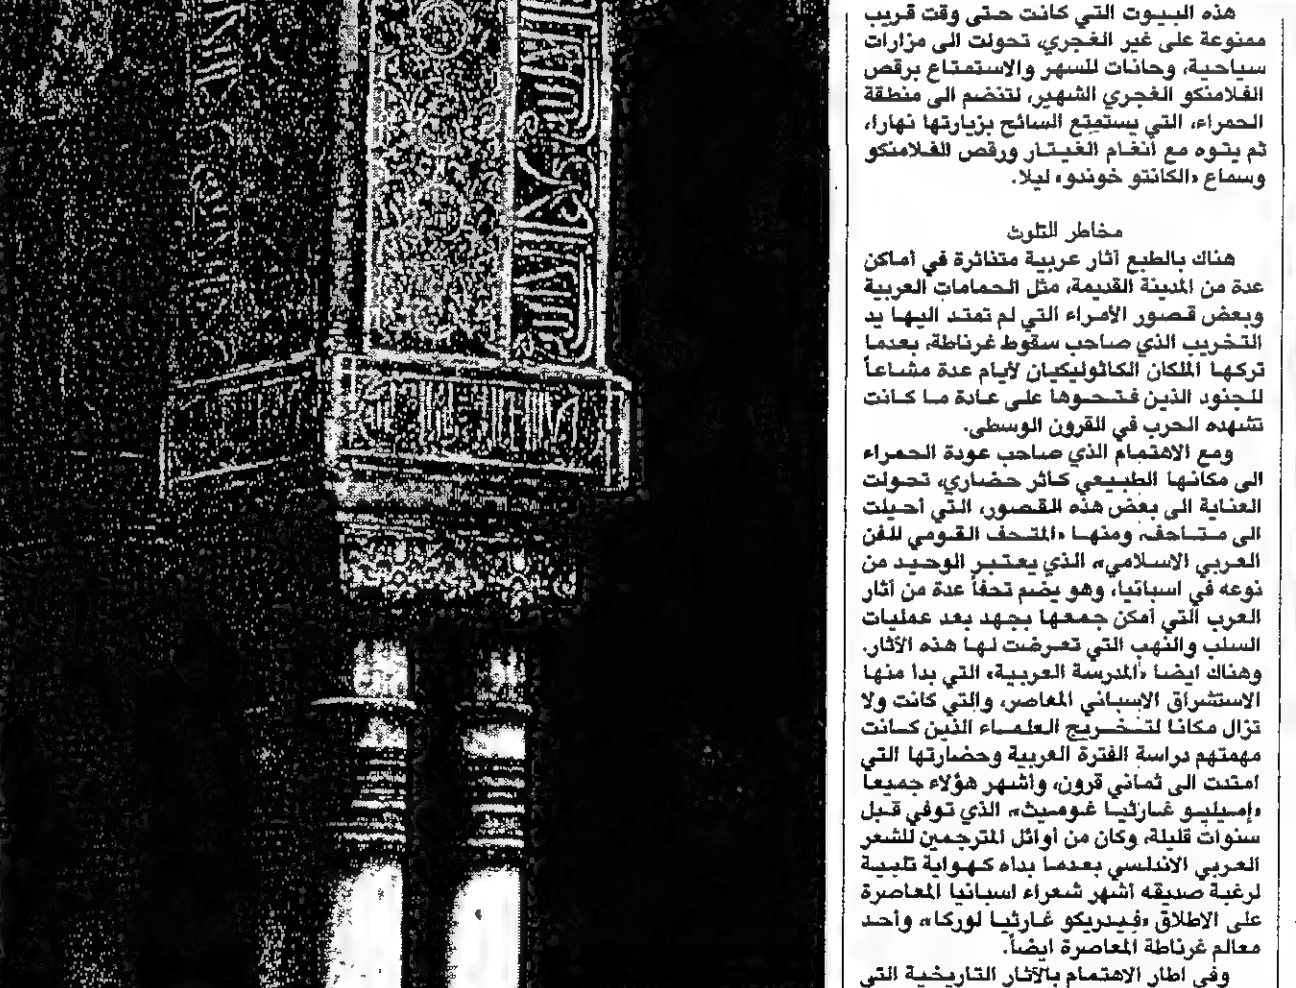 هذه البيوت التي كانت حتى وقت قريب
ممنوعة على غير الغجري، تحولت الى مزارات
سياحية، وحانات للسهر والاستمتاع برقص
الفلامنكو الغجري الشهير، لتنضم الى منطقة
الحمراء، التي يستمتع السائح بزيارتها نهارا،
ثم يتوه مع أنغام الغيتار ورقص الفلامنكو
وسماع «الكانتو خوندو» ليلا.
مخاطر التلوث
هناك بالطبع آثار عربية متناثرة في أماكن
عدة من المدينة القديمة، مثل الحمامات العربية
وبعض قصور الأمراء التي لم تمتد اليها يد
التخريب الذي صاحب سقوط غرناطة، بعدما
تركها الملكان الكاثوليكيان لأيام عدة مشاعاً
للجنود الذين فتحوها على عادة ما كانت
تشهده الحرب في القرون الوسطى.
ومع الاهتمام الذي صاحب عودة الحمراء
الى مكانها الطبيعي كأثر حضاري، تحولت
العناية الى بعض هذه القصور، التي أحيلت
الى متاحف، ومنها «المتحف القومي للفن
العربي الاسلامي»، الذي يعتبر الوحيد من
نوعه في اسبانيا، وهو يضم تحفاً عدة من آثار
العرب التي أمكن جمعها بجهد بعد عمليات
السلب والنهب التي تعرضت لها هذه الآثار.
وهناك ايضا «المدرسة العربية» التي بدأ منها
الاستشراق الإسباني المعاصر، والتي كانت ولا
تزال مكانا لتخريج العلماء الذين كانت
مهمتهم دراسة الفترة العربية وحضارتها التي
امتدت الى ثماني قرون، وأشهر هؤلاء جميعا
«إميليو غارثيا غوميث»، الذي توفي قبل
سنوات قليلة، وكان من أوائل المترجمين للشعر
العربي الاندلسي بعدما بداه كهواية تلبية
لرغبة صديقه أشهر شعراء اسبانيا المعاصرة
على الاطلاق «فيدريكو غارثيا لوركا»، وأحد
معالم غرناطة المعاصرة ايضاً.
وفي اطار الاهتمام بالآثار التاريخية التي